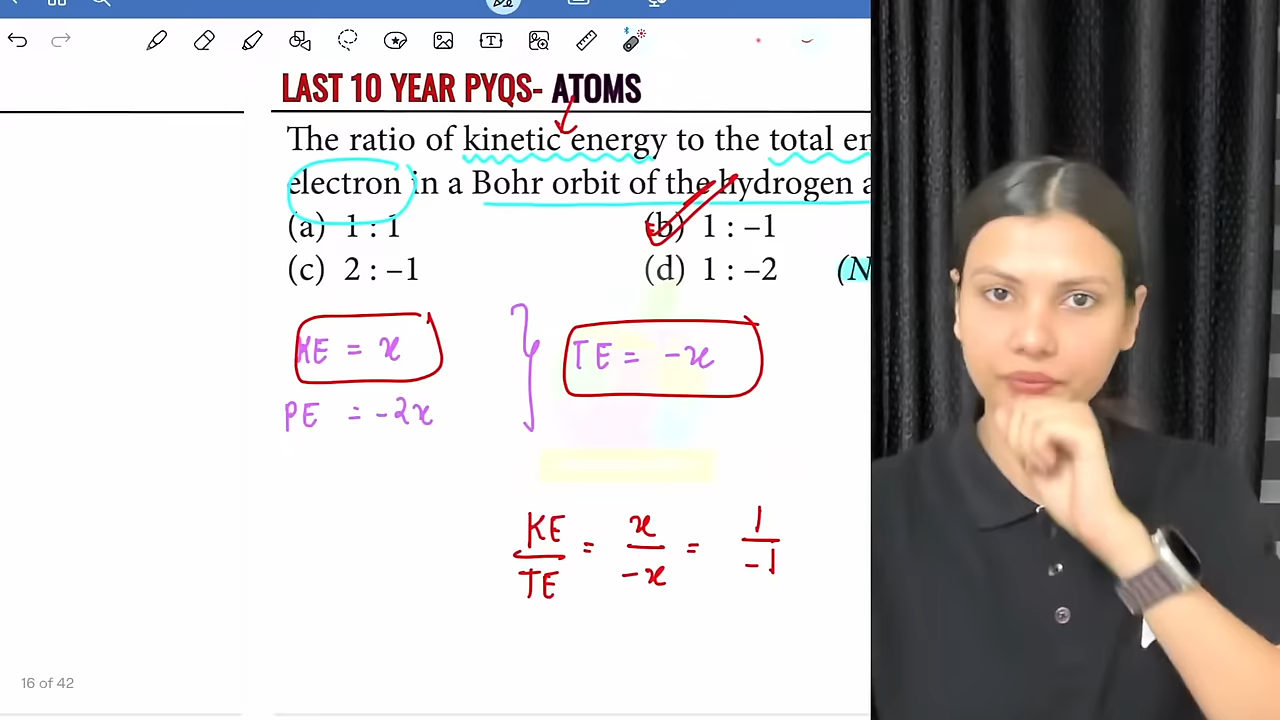 LAST 10 YEAR PYQS- ATOMS
The ratio of kinetic energy to the total en
electron in a Bohr orbit of the hydrogen a
(a) 1 : 1
(b) 1 : –1
(c) 2 : –1
(d) 1 : –2 (N
KE = x
TE = -x
PE = -2x
KE/TE = x/-x = 1/-1
16 of 42